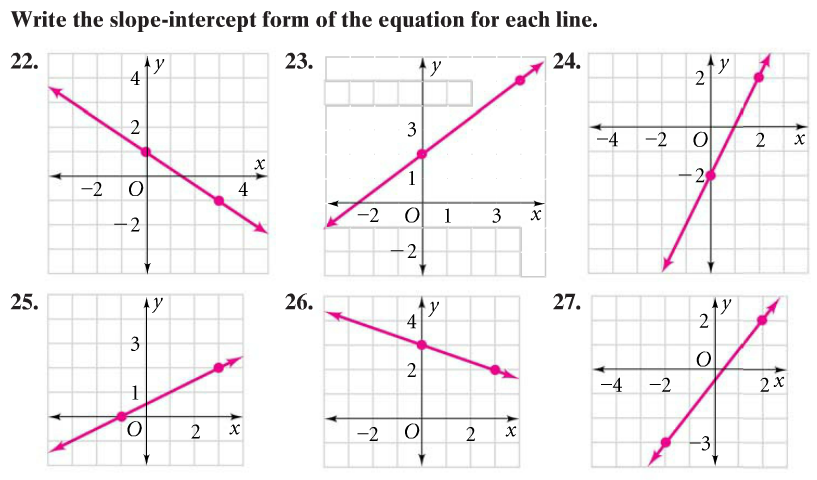 Write the slope-intercept form of the equation for each line.
22.
y
4
2
x
−2 O 4
−2
23.
y
3
1
−2 O 1 3 x
−2
24.
2 y
−4 −2 O 2 x
−2
25.
y
3
1
O 2 x
26.
4 y
2
−2 O 2 x
27.
2 y
O
−4 −2 2 x
−3